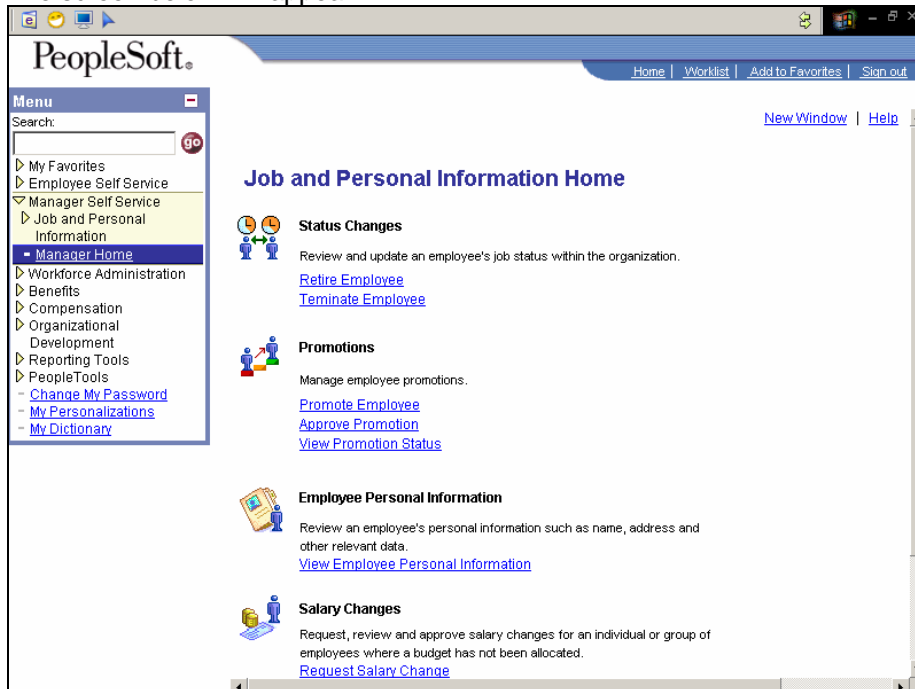 PeopleSoft®
Home | Worklist | Add to Favorites | Sign out
Menu
Search:
go
New Window | Help
My Favorites
Employee Self Service
Manager Self Service
Job and Personal
Information
- Manager Home
Workforce Administration
Benefits
Compensation
Organizational
Development
Reporting Tools
PeopleTools
- Change My Password
- My Personalizations
- My Dictionary
Job and Personal Information Home
Status Changes
Review and update an employee's job status within the organization.
Retire Employee
Teminate Employee
Promotions
Manage employee promotions.
Promote Employee
Approve Promotion
View Promotion Status
Employee Personal Information
Review an employee's personal information such as name, address and
other relevant data.
View Employee Personal Information
Salary Changes
Request, review and approve salary changes for an individual or group of
employees where a budget has not been allocated.
Request Salary Change